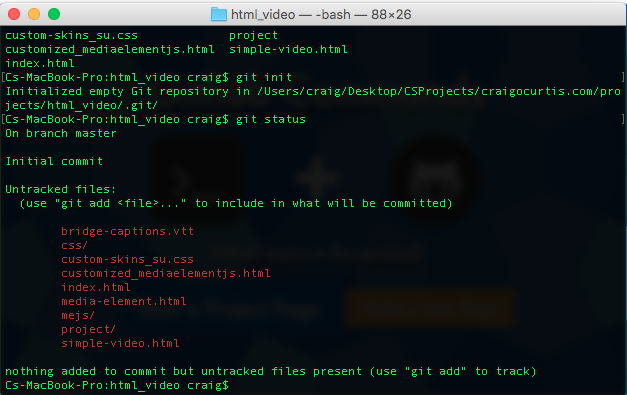 html_video — -bash — 88×26
custom-skins_su.css project
customized_mediaelementjs.html simple-video.html
index.html
[Cs-MacBook-Pro:html_video craig$ git init ]
Initialized empty Git repository in /Users/craig/Desktop/CSProjects/craigocurtis.com/pro
jects/html_video/.git/
[Cs-MacBook-Pro:html_video craig$ git status ]
On branch master
Initial commit
Untracked files:
(use "git add <file>..." to include in what will be committed)
bridge-captions.vtt
css/
custom-skins_su.css
customized_mediaelementjs.html
index.html
media-element.html
mejs/
project/
simple-video.html
nothing added to commit but untracked files present (use "git add" to track)
Cs-MacBook-Pro:html_video craig$